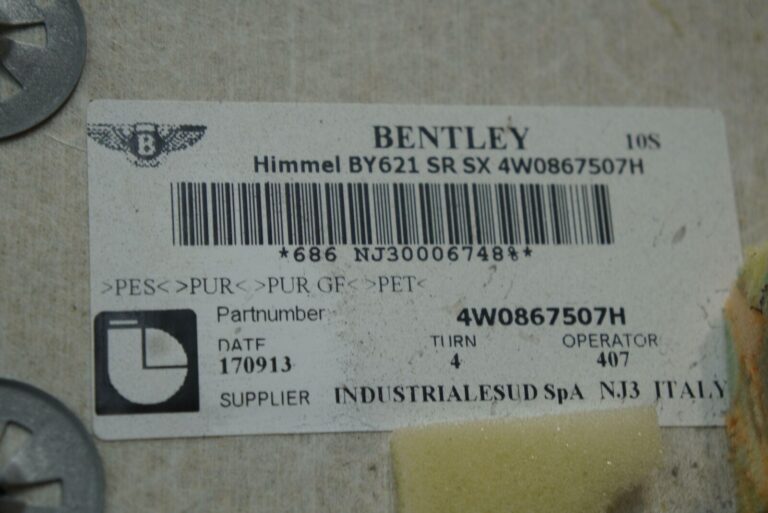 BENTLEY 10S
B
Himmel BY621 SR SX 4W0867507H
*686 NJ30006748%*
>PES< >PUR< >PUR GF< >PET<
Partnumber 4W0867507H
DATE TURN OPERATOR
170913 4 407
SUPPLIER INDUSTRIALESUD SpA NJ3 ITALY